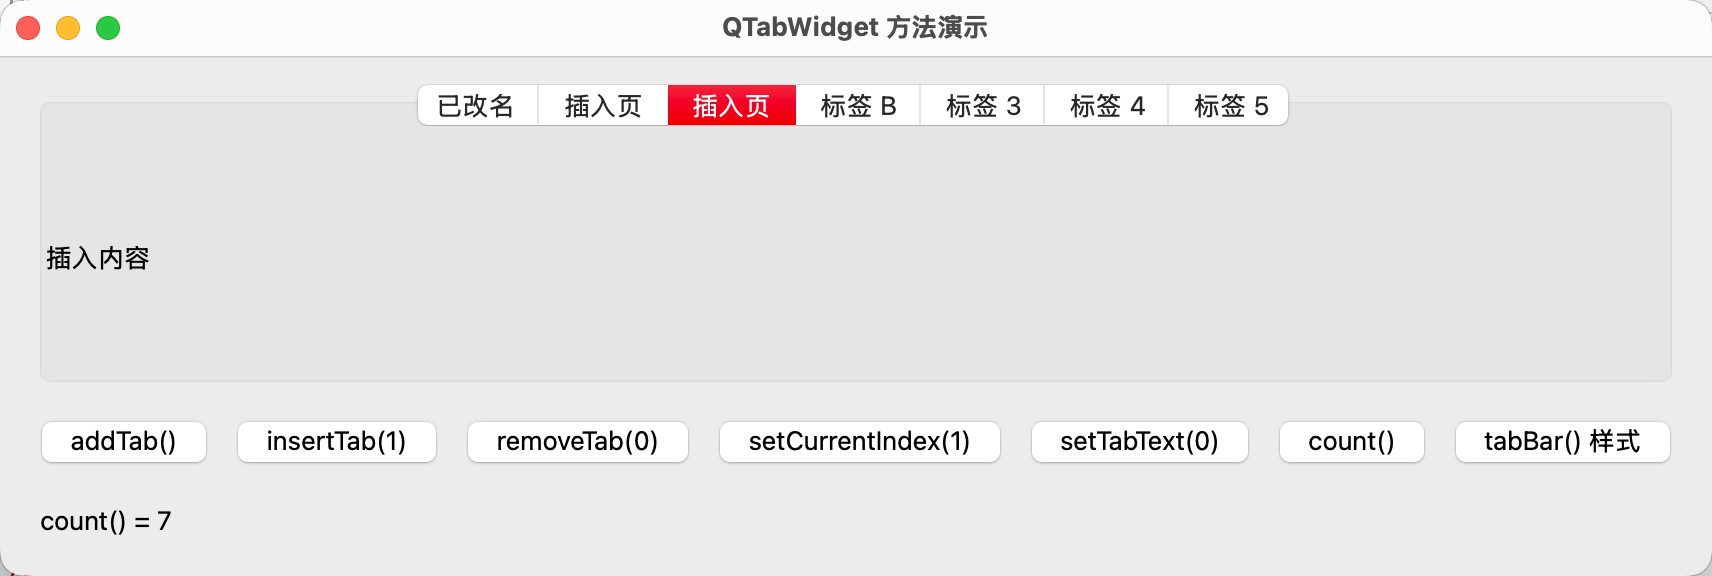 QTabWidget 方法演示
已改名 插入页 插入页 标签 B 标签 3 标签 4 标签 5
插入内容
addTab() insertTab(1) removeTab(0) setCurrentIndex(1) setTabText(0) count() tabBar() 样式
count() = 7